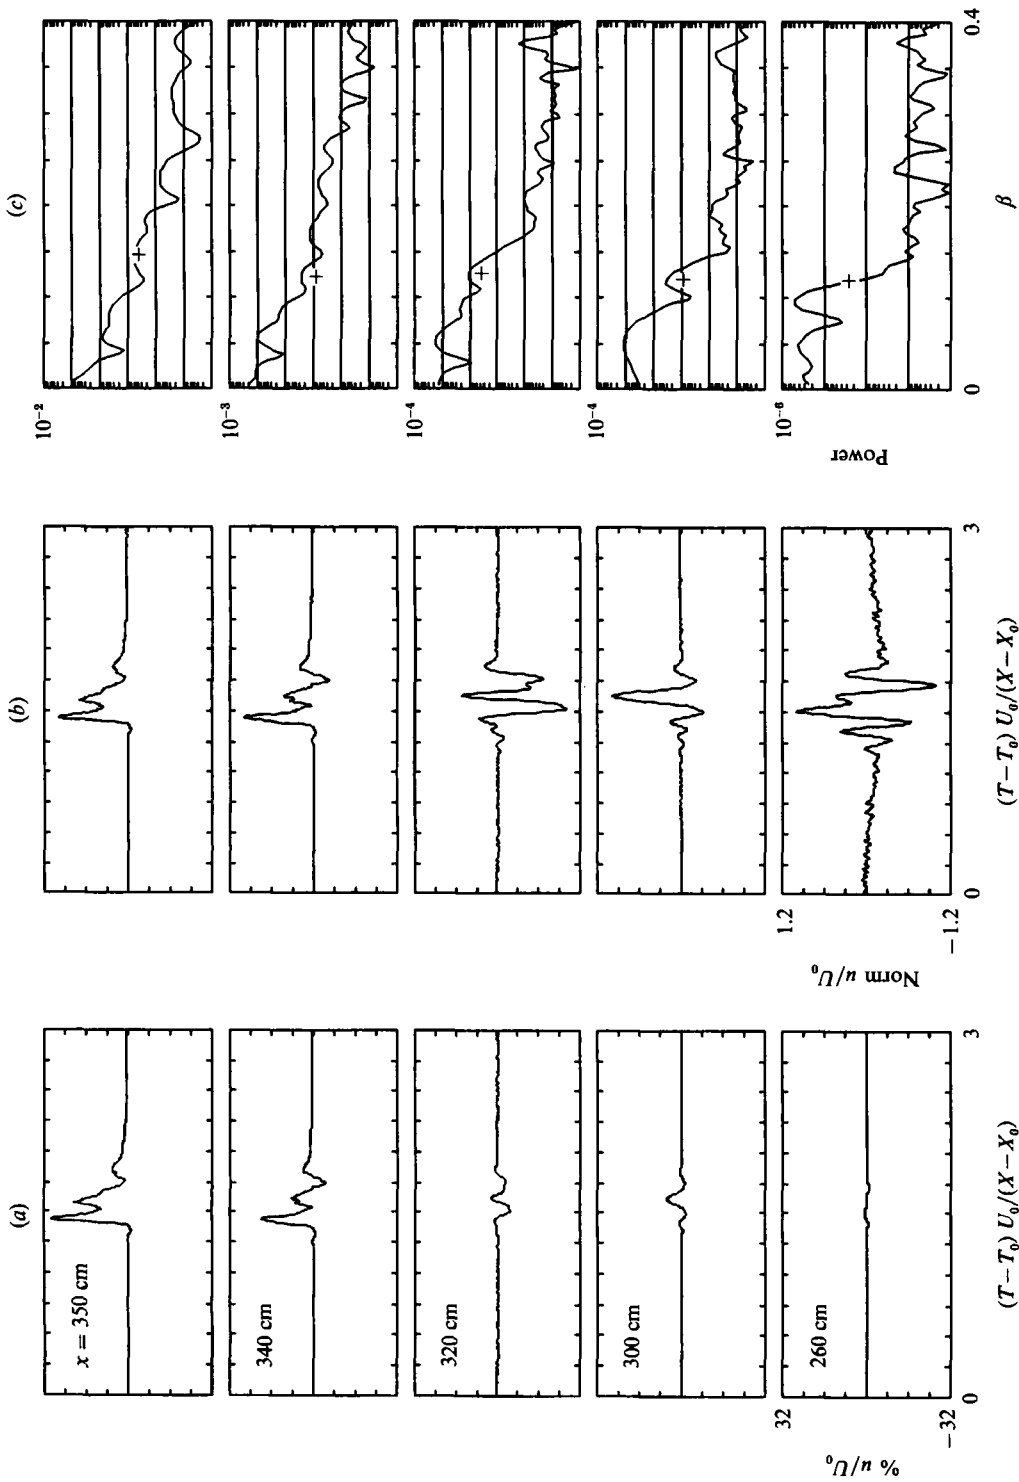 (a)
x = 350 cm
340 cm
320 cm
300 cm
260 cm
32
−32
% u/U₀
0
3
(T−T₀) U₀/(X−X₀)
(b)
1.2
−1.2
Norm u/U₀
0
3
(T−T₀) U₀/(X−X₀)
(c)
10⁻²
10⁻³
10⁻⁴
10⁻⁴
10⁻⁶
Power
0
0.4
β